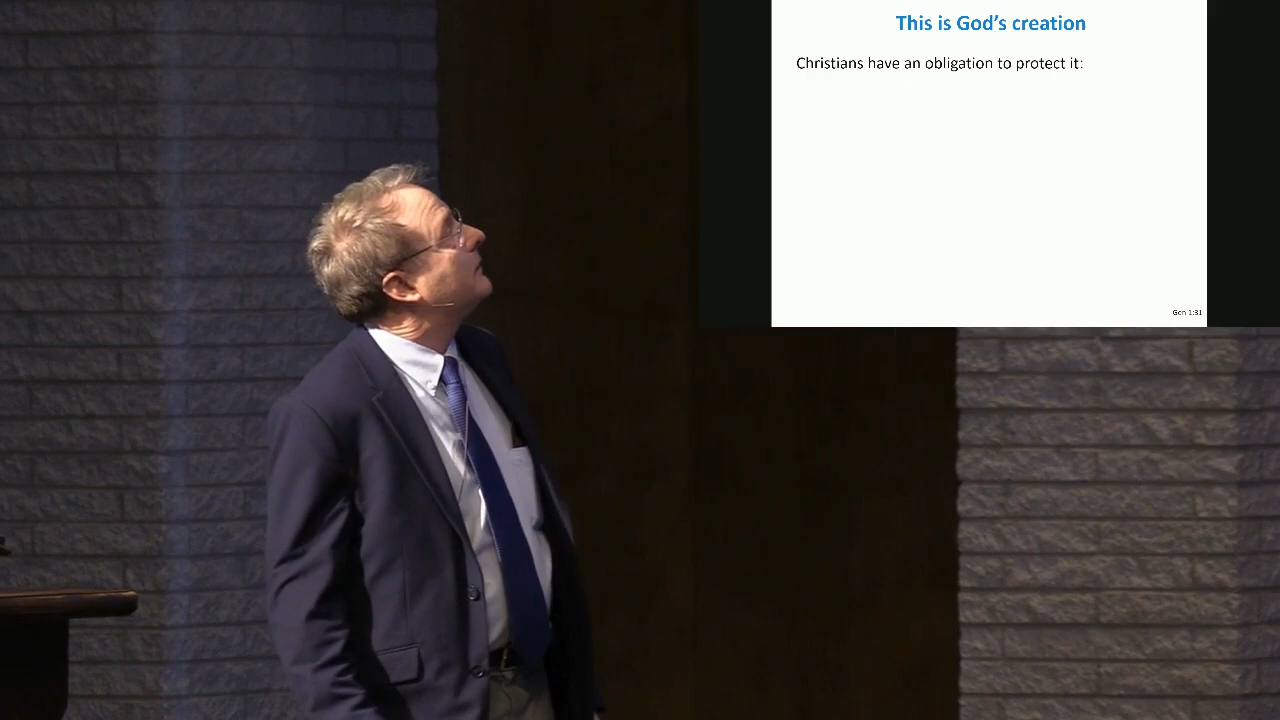 This is God's creation
Christians have an obligation to protect it:
Gen 1:31